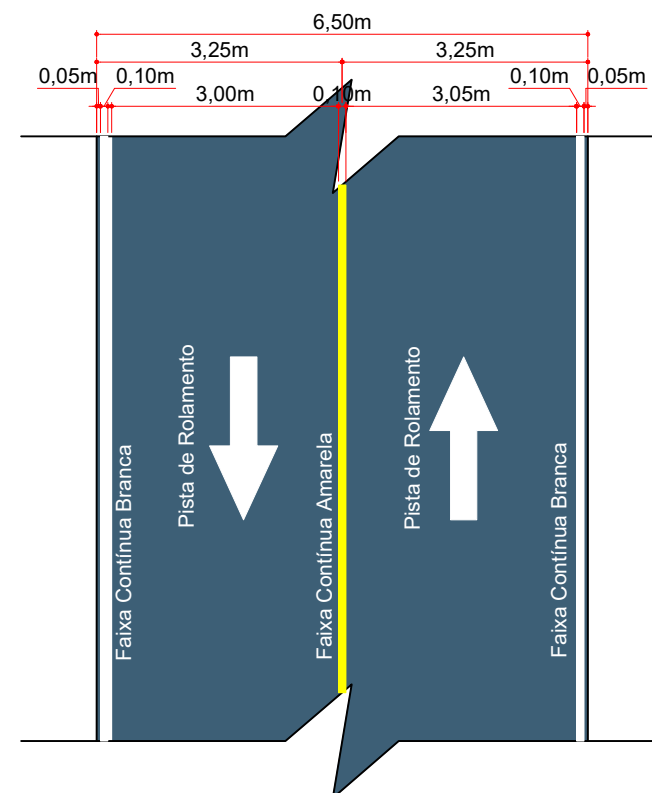 6,50m
3,25m 3,25m
0,05m 0,10m 0,10m 0,05m
3,00m 0,10m 3,05m
Faixa Contínua Branca
Pista de Rolamento
Faixa Contínua Amarela
Pista de Rolamento
Faixa Contínua Branca